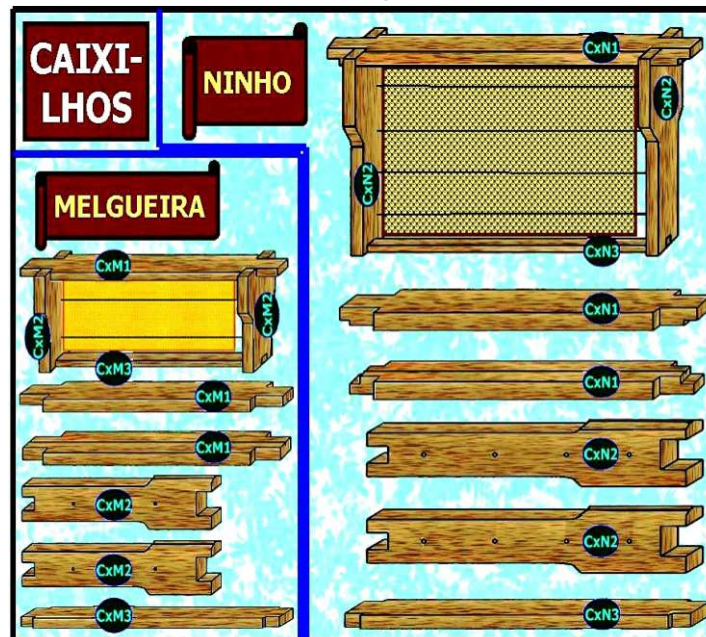 CAIXI-
LHOS
NINHO
CxN1
CxN2
CxN2
CxN3
CxN1
CxN1
CxN2
CxN2
CxN3
MELGUEIRA
CxM1
CxM2
CxM2
CxM3
CxM1
CxM1
CxM2
CxM2
CxM3